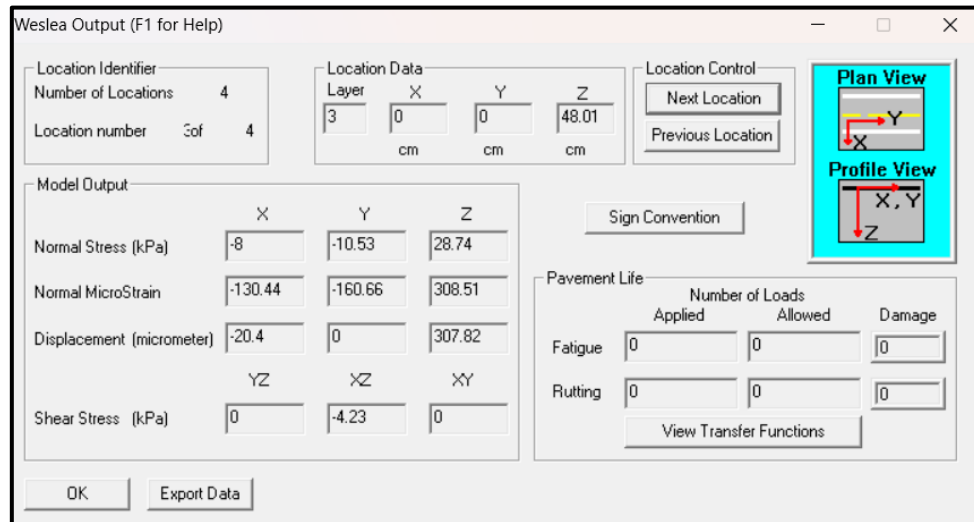 Weslea Output (F1 for Help)
Location Identifier
Number of Locations 4
Location number 3of 4
Location Data
Layer X Y Z
3 0 0 48.01
cm cm cm
Location Control
Next Location
Previous Location
Plan View
Y
X
Profile View
X, Y
Z
Model Output
X Y Z
Normal Stress (kPa) -8 -10.53 28.74
Normal MicroStrain -130.44 -160.66 308.51
Displacement (micrometer) -20.4 0 307.82
YZ XZ XY
Shear Stress (kPa) 0 -4.23 0
Sign Convention
Pavement Life
Number of Loads
Applied Allowed Damage
Fatigue 0 0 0
Rutting 0 0 0
View Transfer Functions
OK Export Data